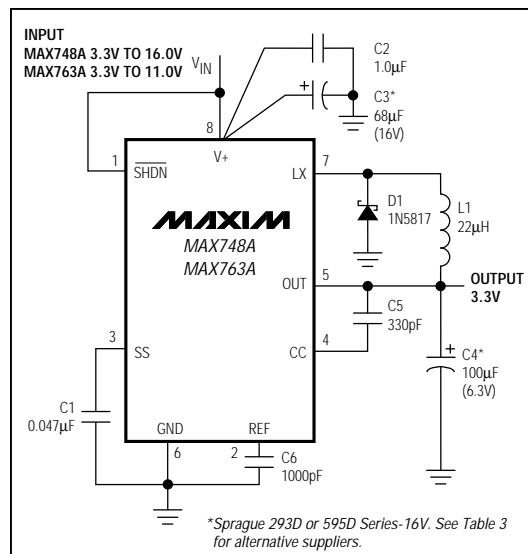 INPUT
MAX748A 3.3V TO 16.0V
MAX763A 3.3V TO 11.0V
VIN
C2
1.0µF
C3*
68µF
(16V)
8
V+
1
SHDN
LX
7
D1
1N5817
L1
22µH
MAXIM
MAX748A
MAX763A
OUT
5
OUTPUT
3.3V
C5
330pF
3
SS
CC
4
C4*
100µF
(6.3V)
C1
0.047µF
GND
REF
6
2
C6
1000pF
*Sprague 293D or 595D Series-16V. See Table 3
for alternative suppliers.